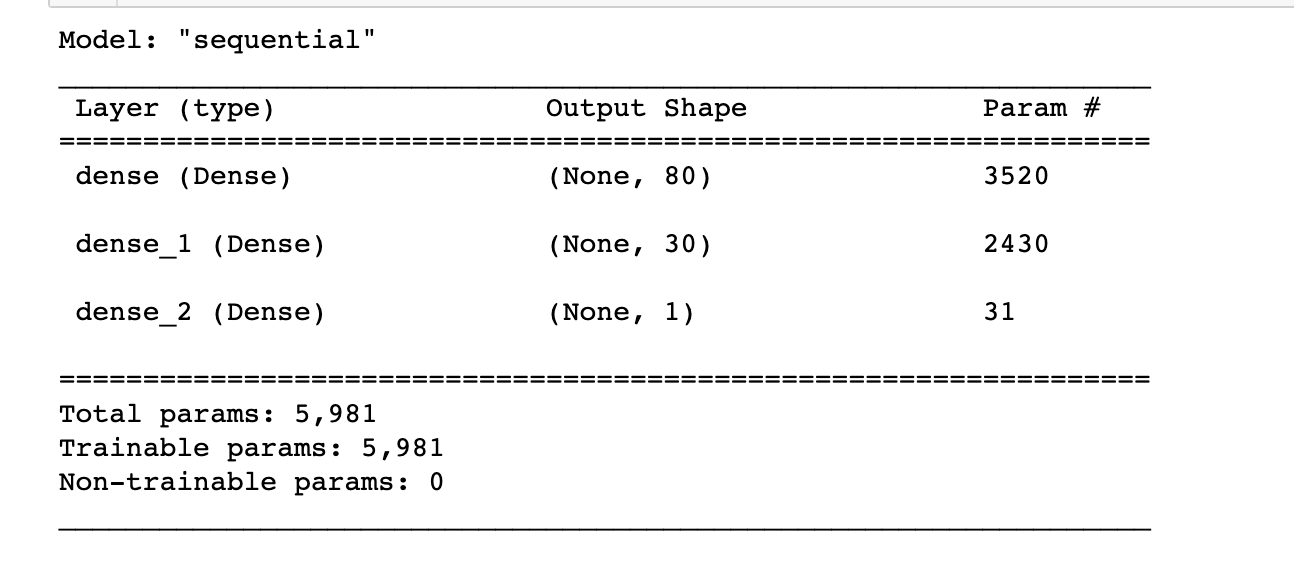 Model: "sequential"
Layer (type) Output Shape Param #
=================================================================
dense (Dense) (None, 80) 3520
dense_1 (Dense) (None, 30) 2430
dense_2 (Dense) (None, 1) 31
=================================================================
Total params: 5,981
Trainable params: 5,981
Non-trainable params: 0